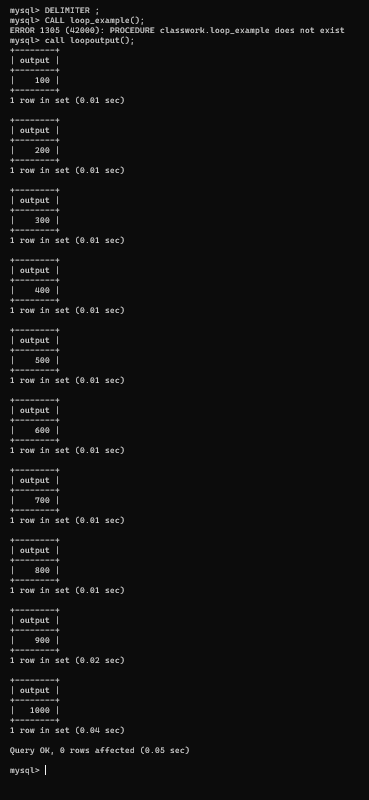 mysql> DELIMITER ;
mysql> CALL loop_example();
ERROR 1305 (42000): PROCEDURE classwork.loop_example does not exist
mysql> call loopoutput();
+--------+
| output |
+--------+
|    100 |
+--------+
1 row in set (0.01 sec)

+--------+
| output |
+--------+
|    200 |
+--------+
1 row in set (0.01 sec)

+--------+
| output |
+--------+
|    300 |
+--------+
1 row in set (0.01 sec)

+--------+
| output |
+--------+
|    400 |
+--------+
1 row in set (0.01 sec)

+--------+
| output |
+--------+
|    500 |
+--------+
1 row in set (0.01 sec)

+--------+
| output |
+--------+
|    600 |
+--------+
1 row in set (0.01 sec)

+--------+
| output |
+--------+
|    700 |
+--------+
1 row in set (0.01 sec)

+--------+
| output |
+--------+
|    800 |
+--------+
1 row in set (0.01 sec)

+--------+
| output |
+--------+
|    900 |
+--------+
1 row in set (0.02 sec)

+--------+
| output |
+--------+
|   1000 |
+--------+
1 row in set (0.04 sec)

Query OK, 0 rows affected (0.05 sec)

mysql>